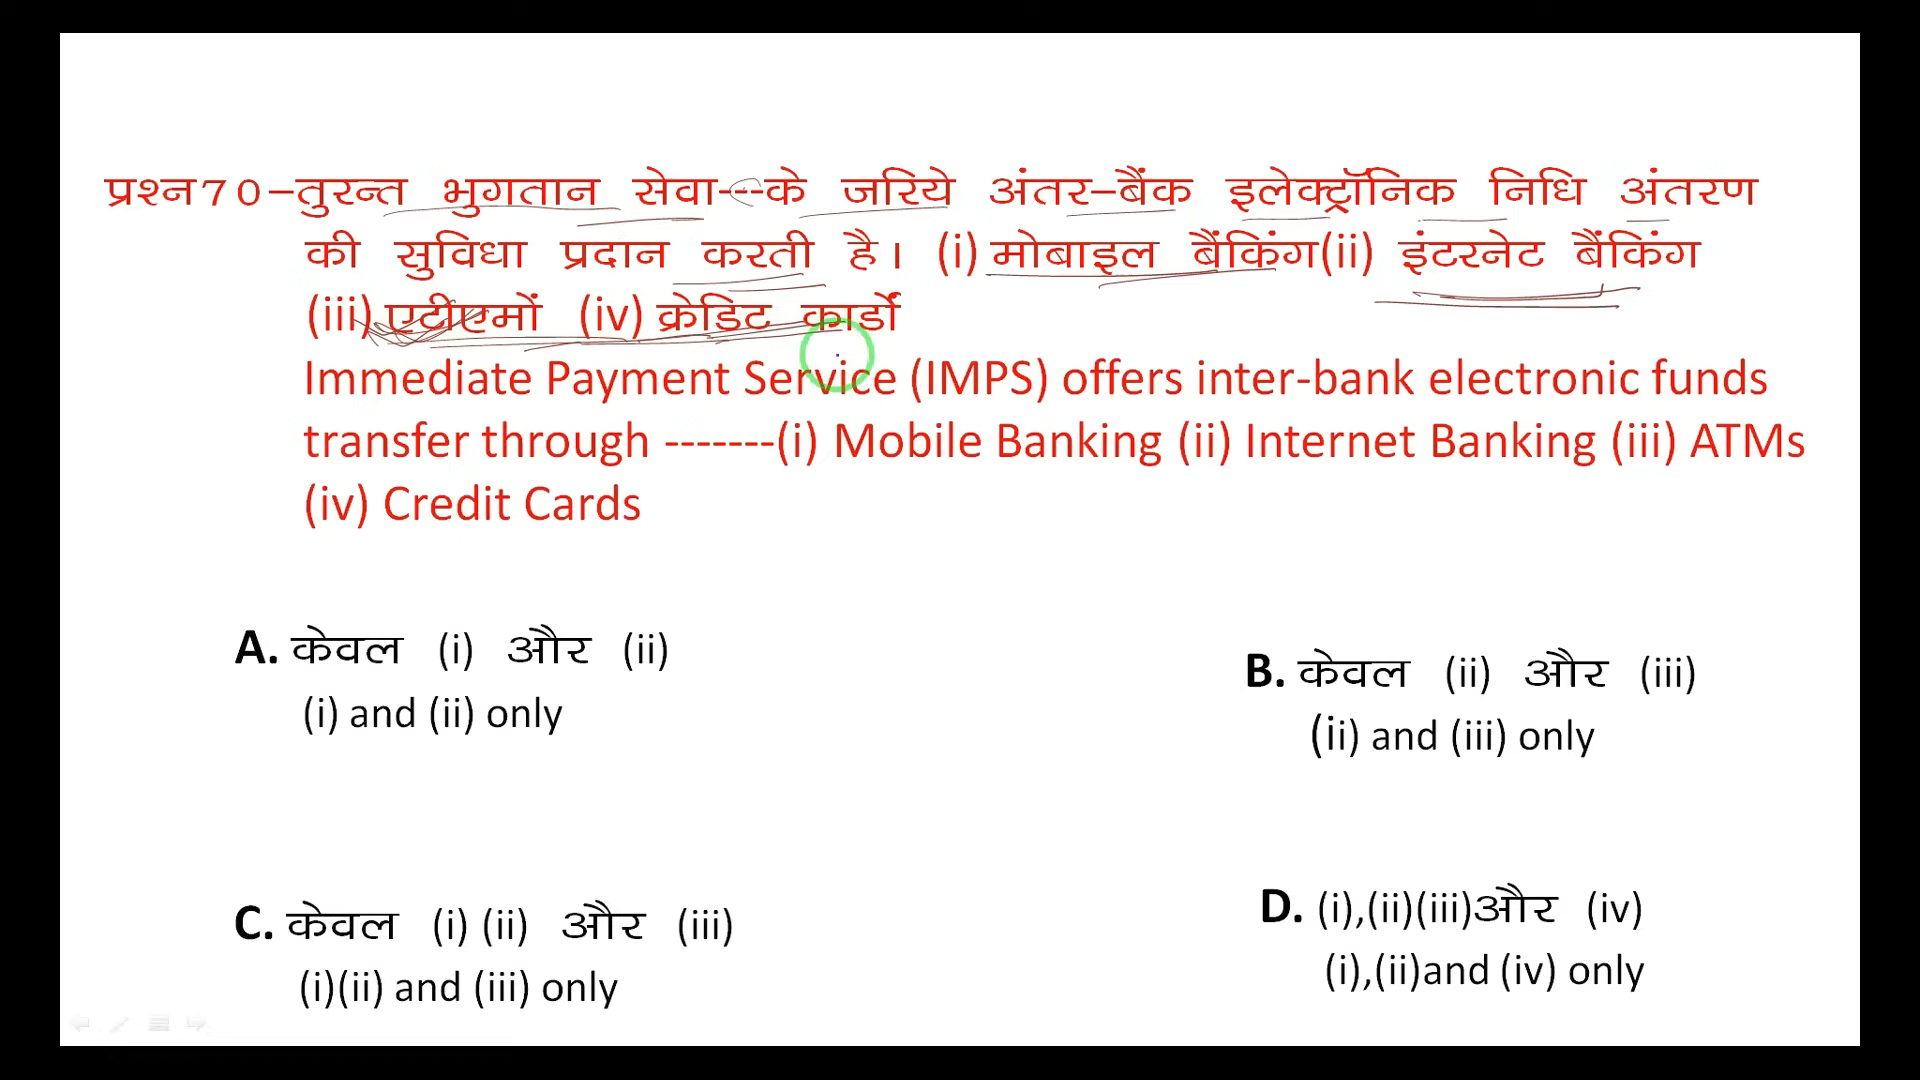 प्रश्न70–तुरन्त भुगतान सेवा---के जरिये अंतर–बैंक इलेक्ट्रॉनिक निधि अंतरण
की सुविधा प्रदान करती है। (i) मोबाइल बैंकिंग(ii) इंटरनेट बैंकिंग
(iii) एटीएमों (iv) क्रेडिट कार्डो
Immediate Payment Service (IMPS) offers inter-bank electronic funds
transfer through -------(i) Mobile Banking (ii) Internet Banking (iii) ATMs
(iv) Credit Cards
A. केवल (i) और (ii)
(i) and (ii) only
B. केवल (ii) और (iii)
(ii) and (iii) only
C. केवल (i) (ii) और (iii)
(i)(ii) and (iii) only
D. (i),(ii)(iii)और (iv)
(i),(ii)and (iv) only